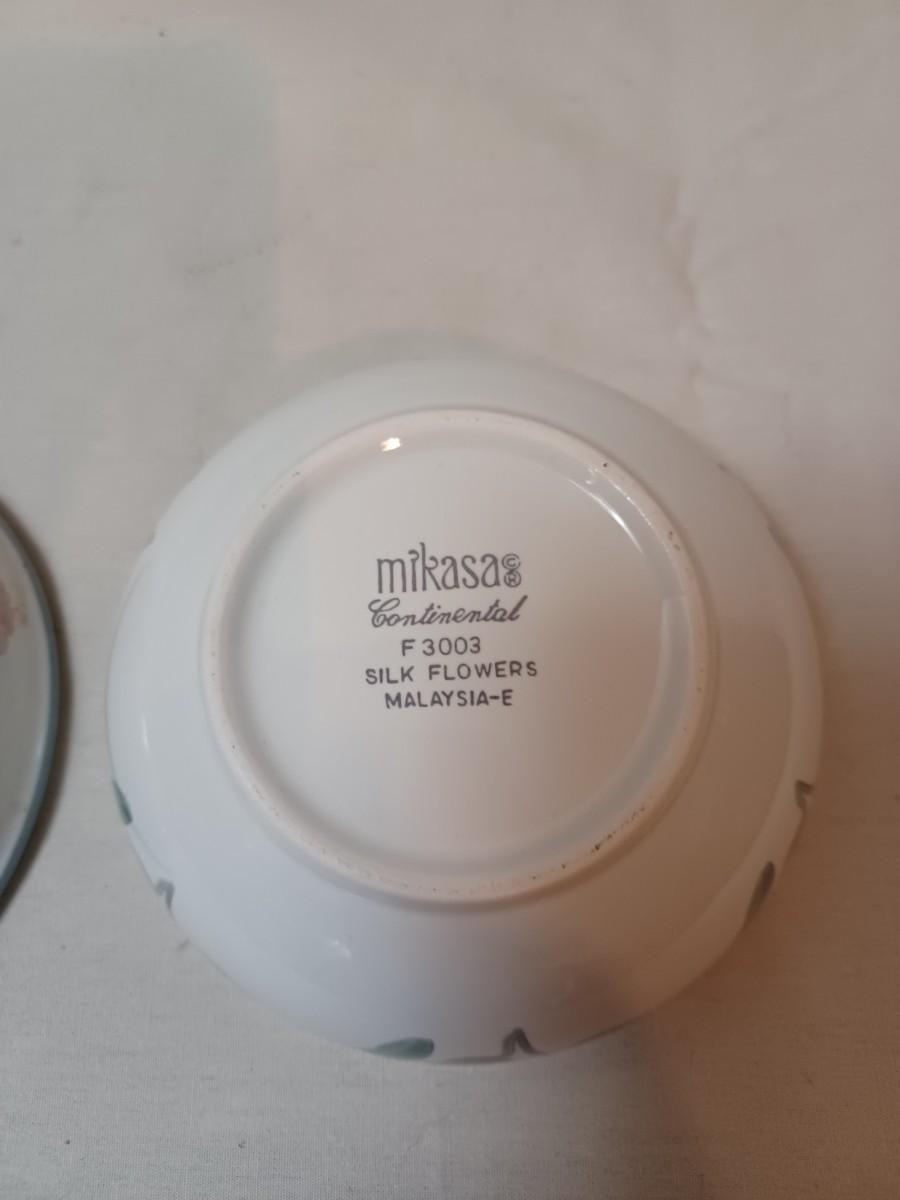 mikasa ©®
Continental
F 3003
SILK FLOWERS
MALAYSIA-E